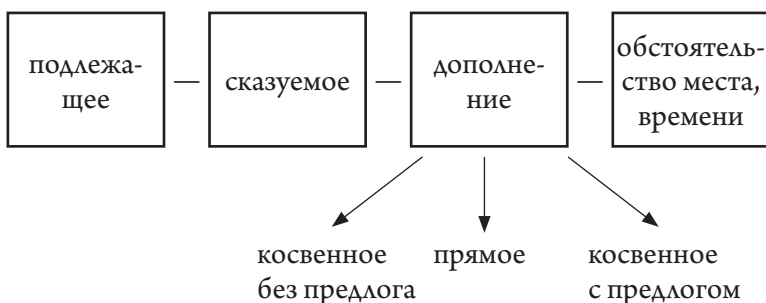 подлежа-
щее
сказуемое
дополне-
ние
обстоятель-
ство места,
времени
косвенное
без предлога
прямое
косвенное
с предлогом